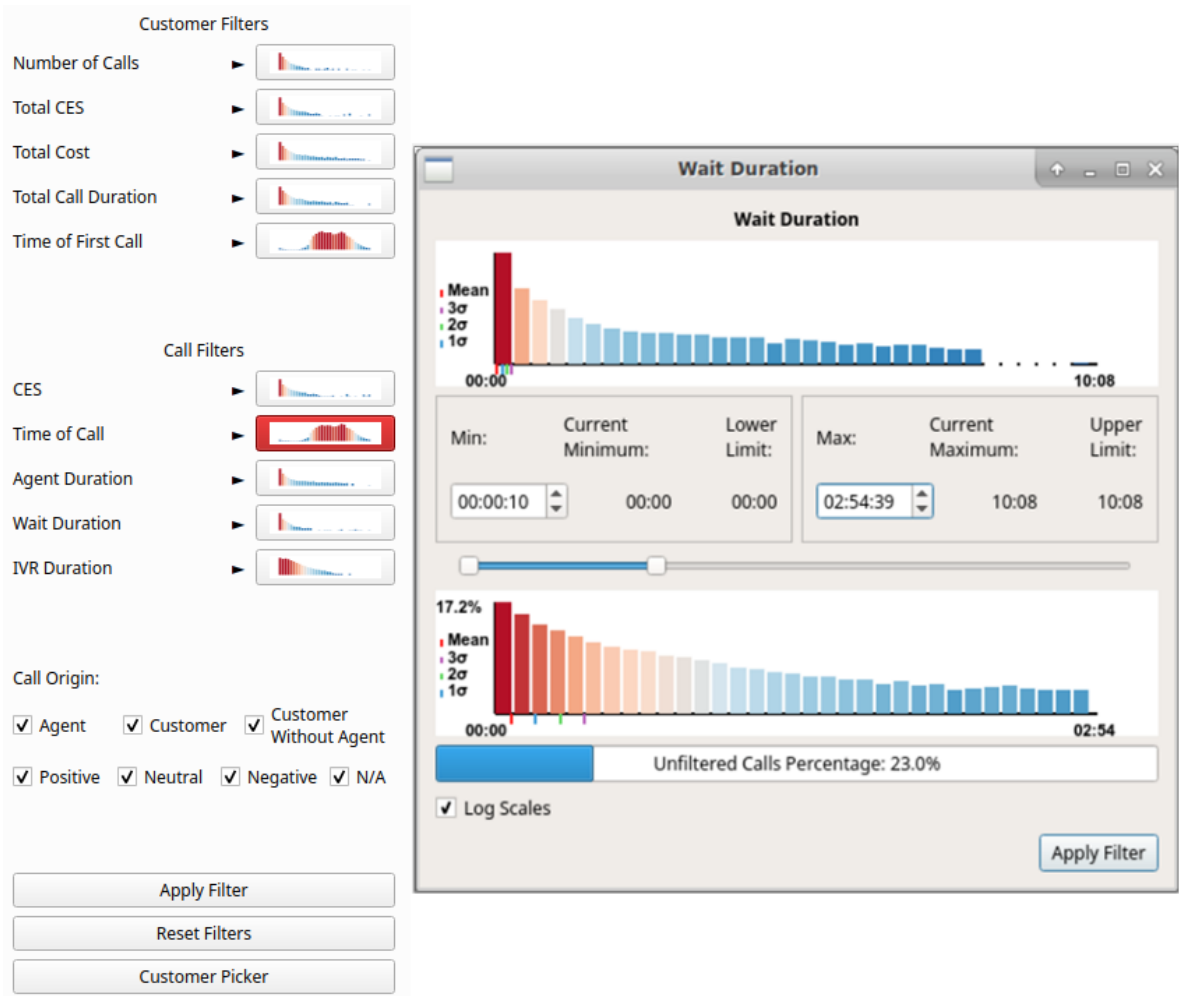 Customer Filters
Number of Calls
Total CES
Total Cost
Total Call Duration
Time of First Call
Call Filters
CES
Time of Call
Agent Duration
Wait Duration
IVR Duration
Call Origin:
Agent Customer Customer
Without Agent
Positive Neutral Negative N/A
Apply Filter
Reset Filters
Customer Picker
Wait Duration
Wait Duration
Mean
3σ
2σ
1σ
00:00 10:08
Min: Current Lower
Minimum: Limit:
00:00:10 00:00 00:00
Max: Current Upper
Maximum: Limit:
02:54:39 10:08 10:08
17.2%
Mean
3σ
2σ
1σ
00:00 02:54
Unfiltered Calls Percentage: 23.0%
Log Scales
Apply Filter